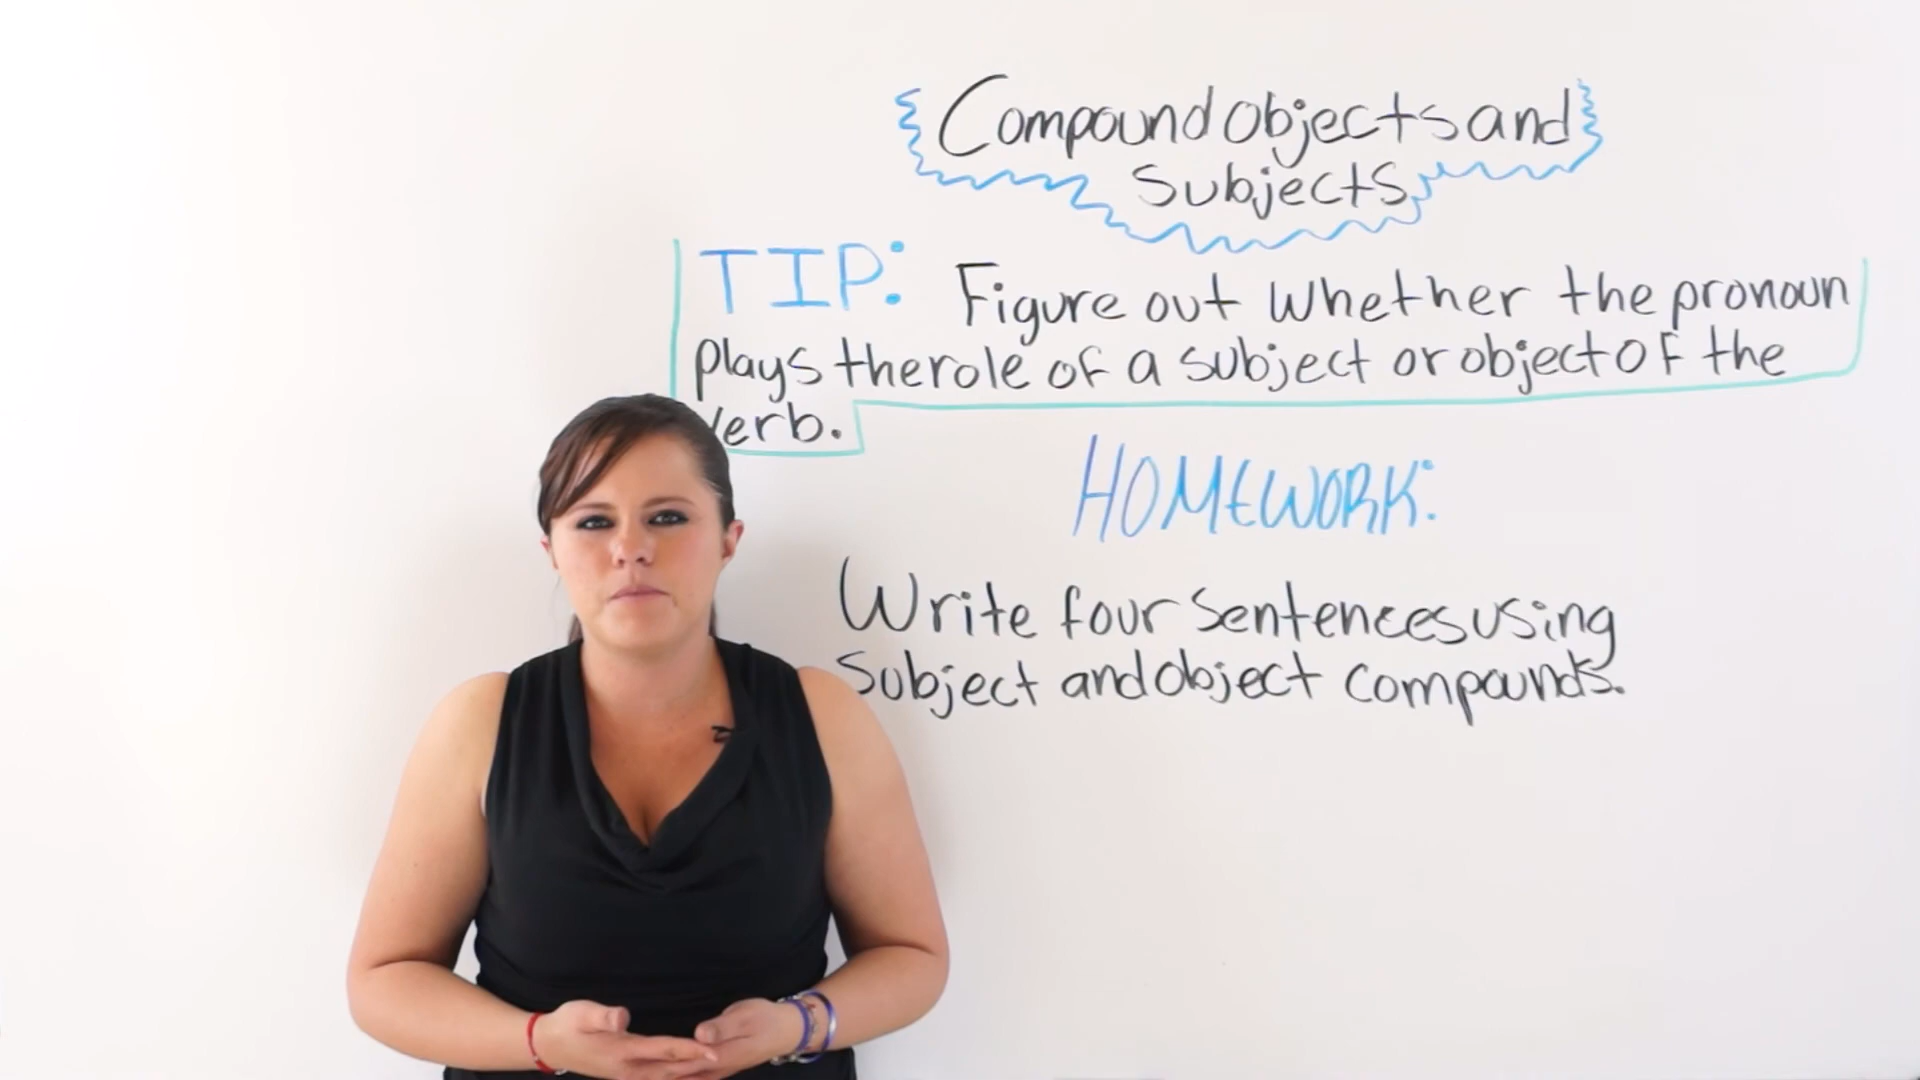 Compound objects and
Subjects
TIP: Figure out whether the pronoun
plays the role of a subject or object of the
verb.
HOMEWORK:
Write four sentences using
Subject and object compounds.